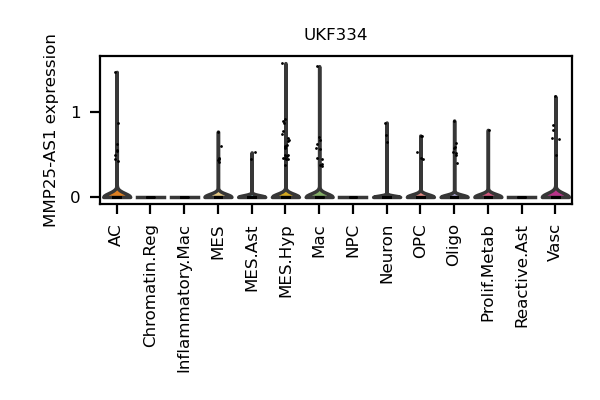 UKF334
MMP25-AS1 expression
1
0
AC
Chromatin.Reg
Inflammatory.Mac
MES
MES.Ast
MES.Hyp
Mac
NPC
Neuron
OPC
Oligo
Prolif.Metab
Reactive.Ast
Vasc